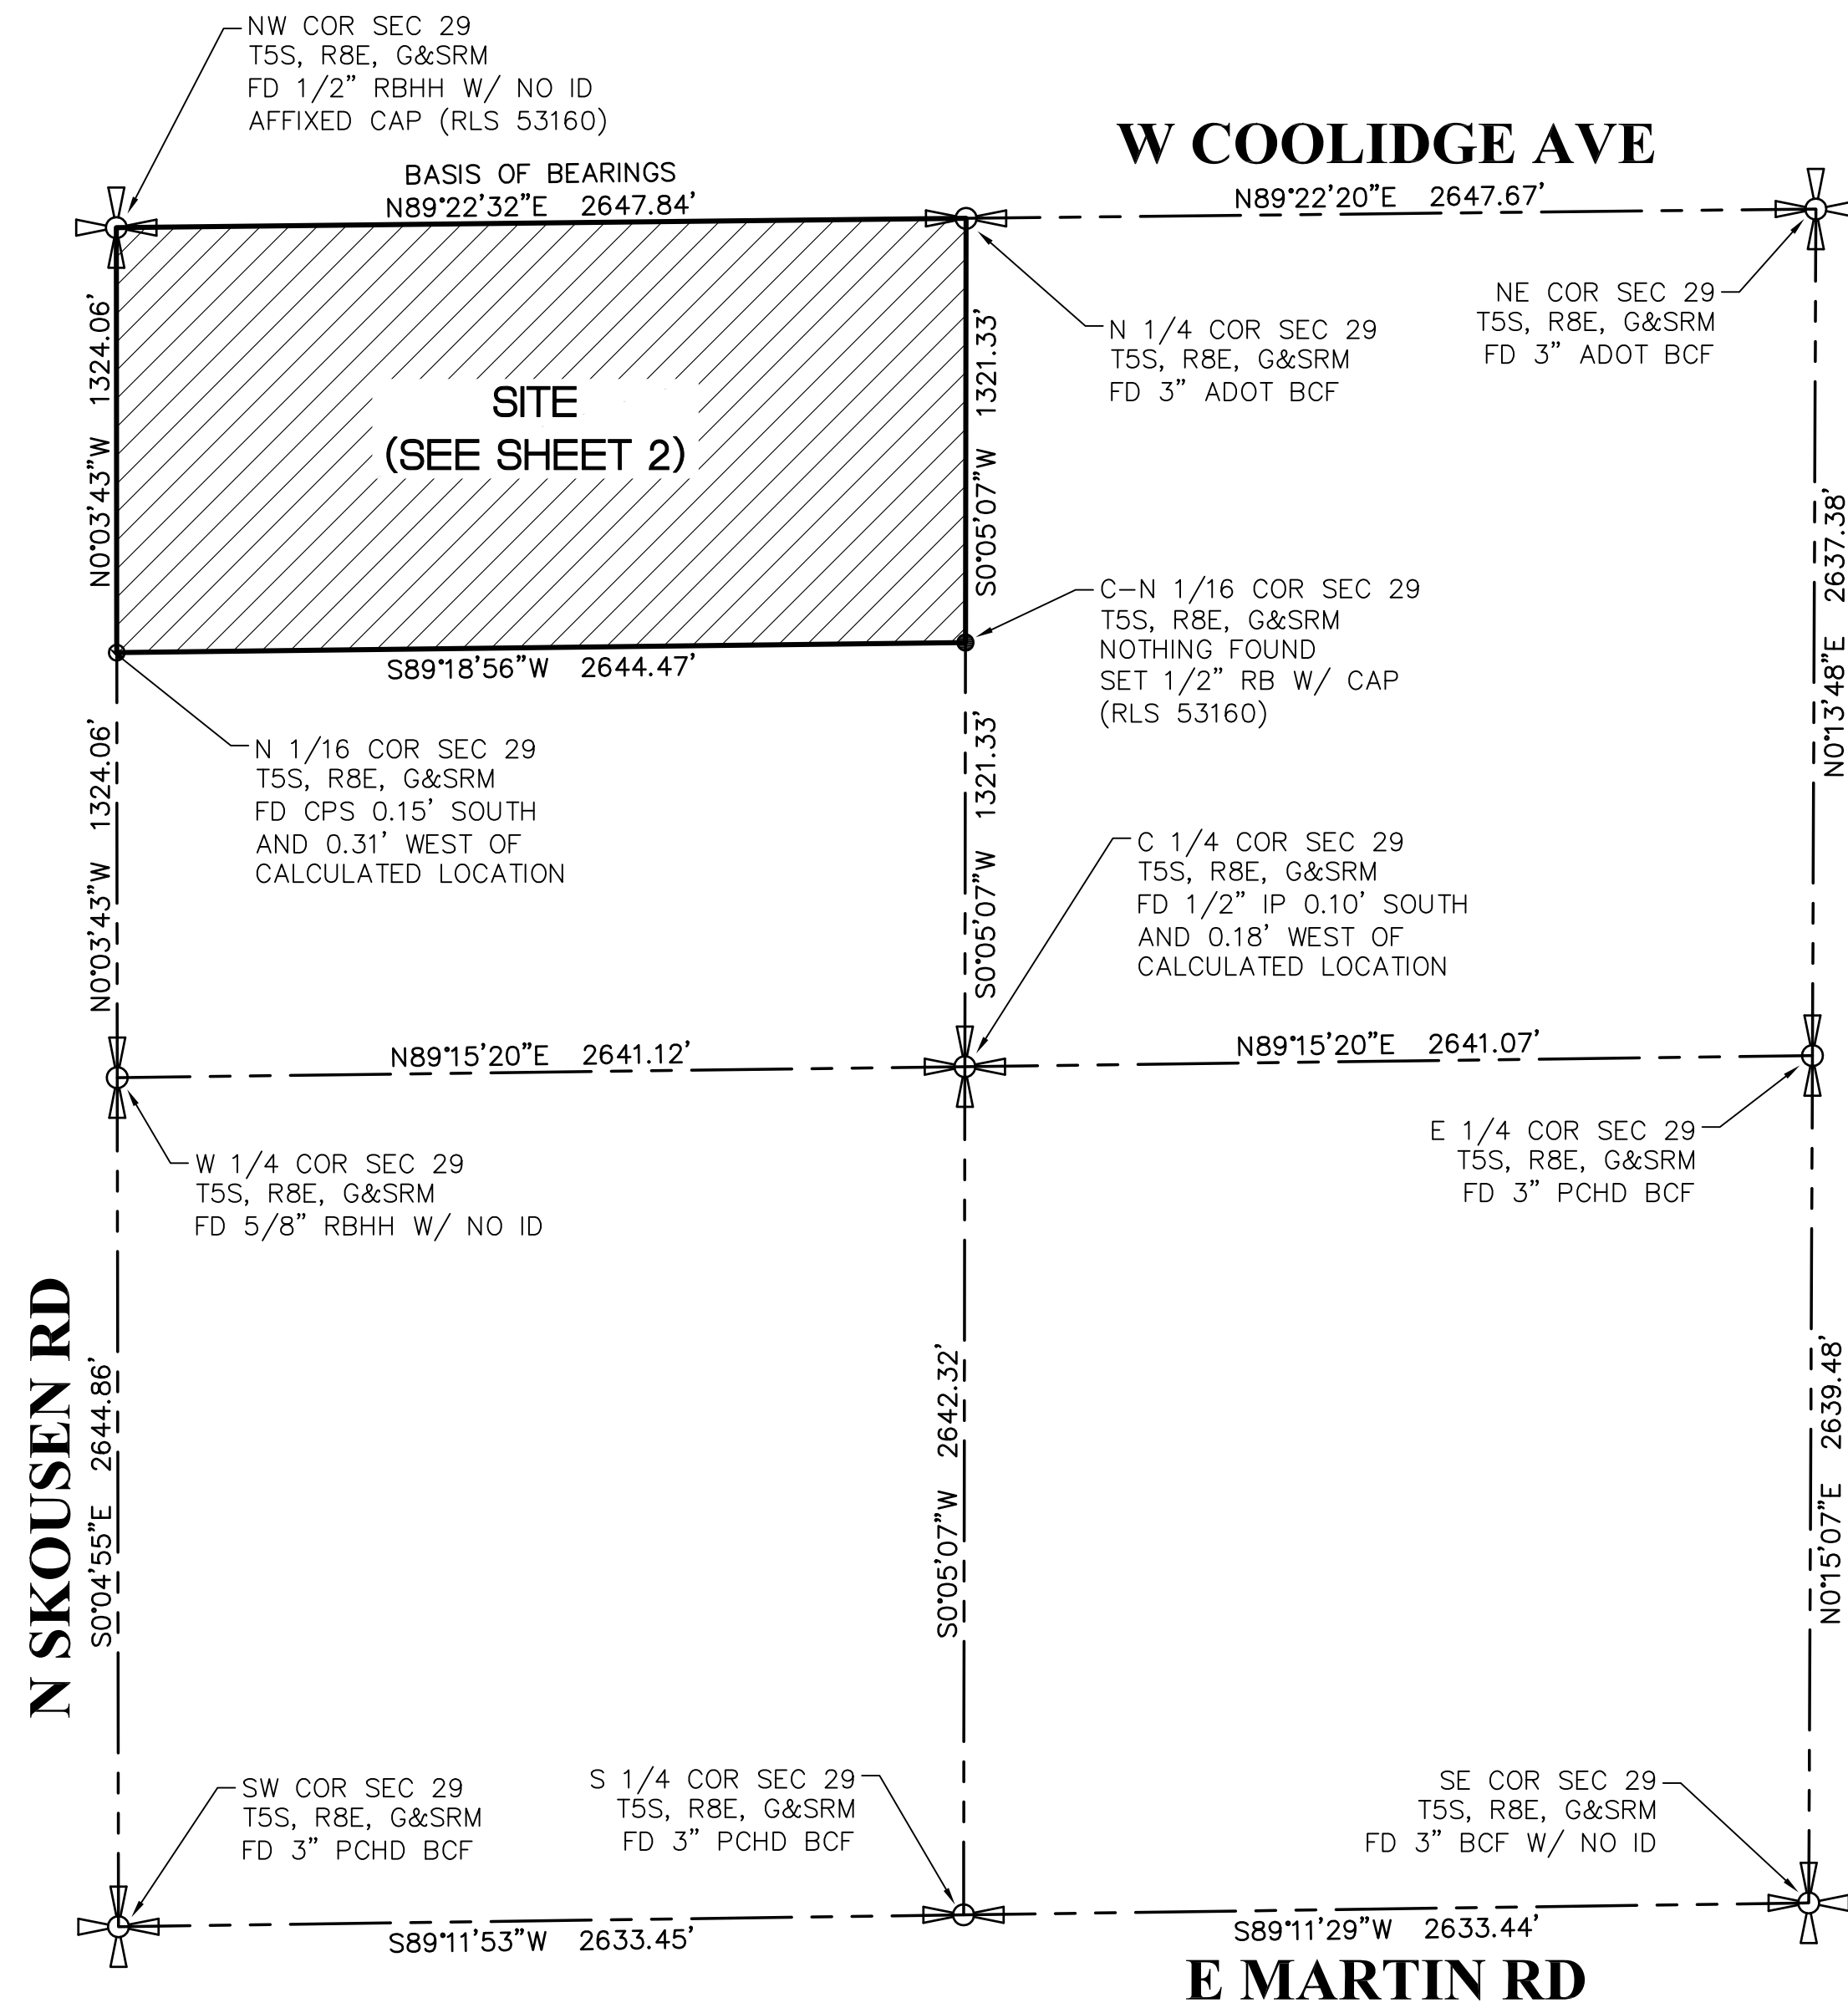 NW COR SEC 29
T5S, R8E, G&SRM
FD 1/2" RBHH W/ NO ID
AFFIXED CAP (RLS 53160)
W COOLIDGE AVE
BASIS OF BEARINGS
N89°22'32"E 2647.84'
N89°22'20"E 2647.67'
NE COR SEC 29
T5S, R8E, G&SRM
FD 3" ADOT BCF
N 1/4 COR SEC 29
T5S, R8E, G&SRM
FD 3" ADOT BCF
N0°03'43"W 1324.06'
SITE
(SEE SHEET 2)
S0°05'07"W 1321.33'
N0°13'48"E 2637.38'
C-N 1/16 COR SEC 29
T5S, R8E, G&SRM
NOTHING FOUND
SET 1/2" RB W/ CAP
(RLS 53160)
S89°18'56"W 2644.47'
N 1/16 COR SEC 29
T5S, R8E, G&SRM
FD CPS 0.15' SOUTH
AND 0.31' WEST OF
CALCULATED LOCATION
N0°03'43"W 1324.06'
S0°05'07"W 1321.33'
C 1/4 COR SEC 29
T5S, R8E, G&SRM
FD 1/2" IP 0.10' SOUTH
AND 0.18' WEST OF
CALCULATED LOCATION
N89°15'20"E 2641.12'
N89°15'20"E 2641.07'
W 1/4 COR SEC 29
T5S, R8E, G&SRM
FD 5/8" RBHH W/ NO ID
E 1/4 COR SEC 29
T5S, R8E, G&SRM
FD 3" PCHD BCF
N SKOUSEN RD
S0°04'55"E 2644.86'
S0°05'07"W 2642.32'
N0°15'07"E 2639.48'
SW COR SEC 29
T5S, R8E, G&SRM
FD 3" PCHD BCF
S 1/4 COR SEC 29
T5S, R8E, G&SRM
FD 3" PCHD BCF
SE COR SEC 29
T5S, R8E, G&SRM
FD 3" BCF W/ NO ID
S89°11'53"W 2633.45'
S89°11'29"W 2633.44'
E MARTIN RD